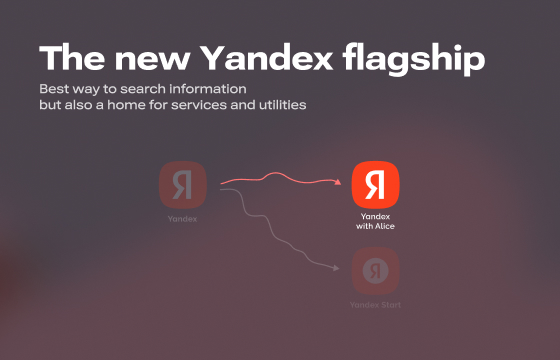 The new Yandex flagship
Best way to search information
but also a home for services and utilities
Я
Я
Yandex
Yandex
with Alice
Я
Yandex Start